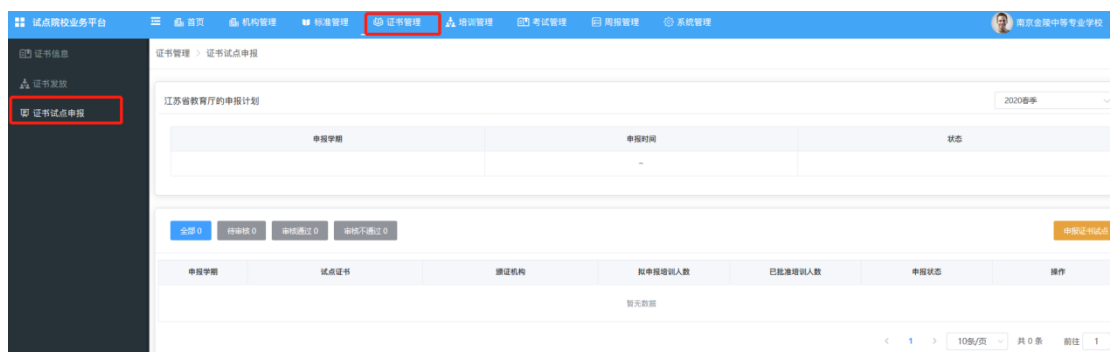 试点院校业务平台 首页 机构管理 标准管理 证书管理 培训管理 考试管理 周报管理 系统管理 南京金陵中等专业学校
证书信息
证书管理 > 证书试点申报
证书发放
江苏省教育厅的申报计划 2020春季
证书试点申报
申报学期 申报时间 状态
–
全部 0 待审核 0 审核通过 0 审核不通过 0 申报证书试点
申报学期 试点证书 颁证机构 拟申报培训人数 已批准培训人数 申报状态 操作
暂无数据
< 1 > 10条/页 共 0 条 前往 1